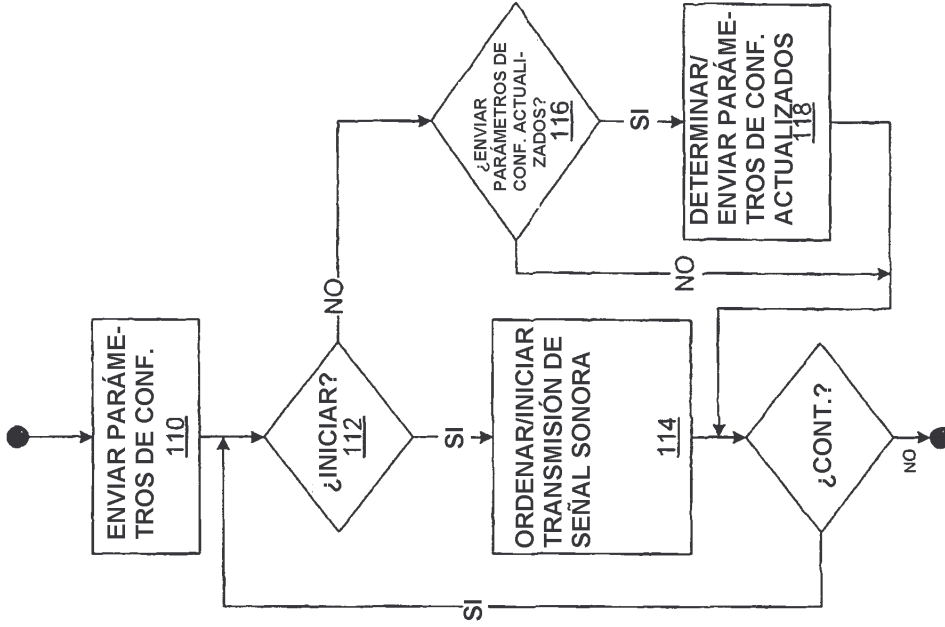 ENVIAR PARÁME-
TROS DE CONF.
110
¿INICIAR?
112
NO
SI
¿ENVIAR
PARÁMETROS DE
CONF. ACTUALI-
ZADOS?
116
SI
NO
DETERMINAR/
ENVIAR PARÁME-
TROS DE CONF.
ACTUALIZADOS
118
ORDENAR/INICIAR
TRANSMISIÓN DE
SEÑAL SONORA
114
¿CONT.?
SI
NO